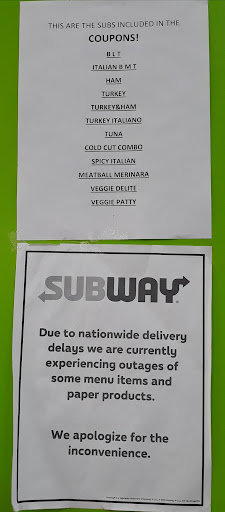 THIS ARE THE SUBS INCLUDED IN THE
COUPONS!
B L T
ITALIAN B M T
HAM
TURKEY
TURKEY&HAM
TURKEY ITALIANO
TUNA
COLD CUT COMBO
SPICY ITALIAN
MEATBALL MERINARA
VEGGIE DELITE
VEGGIE PATTY
SUBWAY®
Due to nationwide delivery
delays we are currently
experiencing outages of
some menu items and
paper products.
We apologize for the
inconvenience.